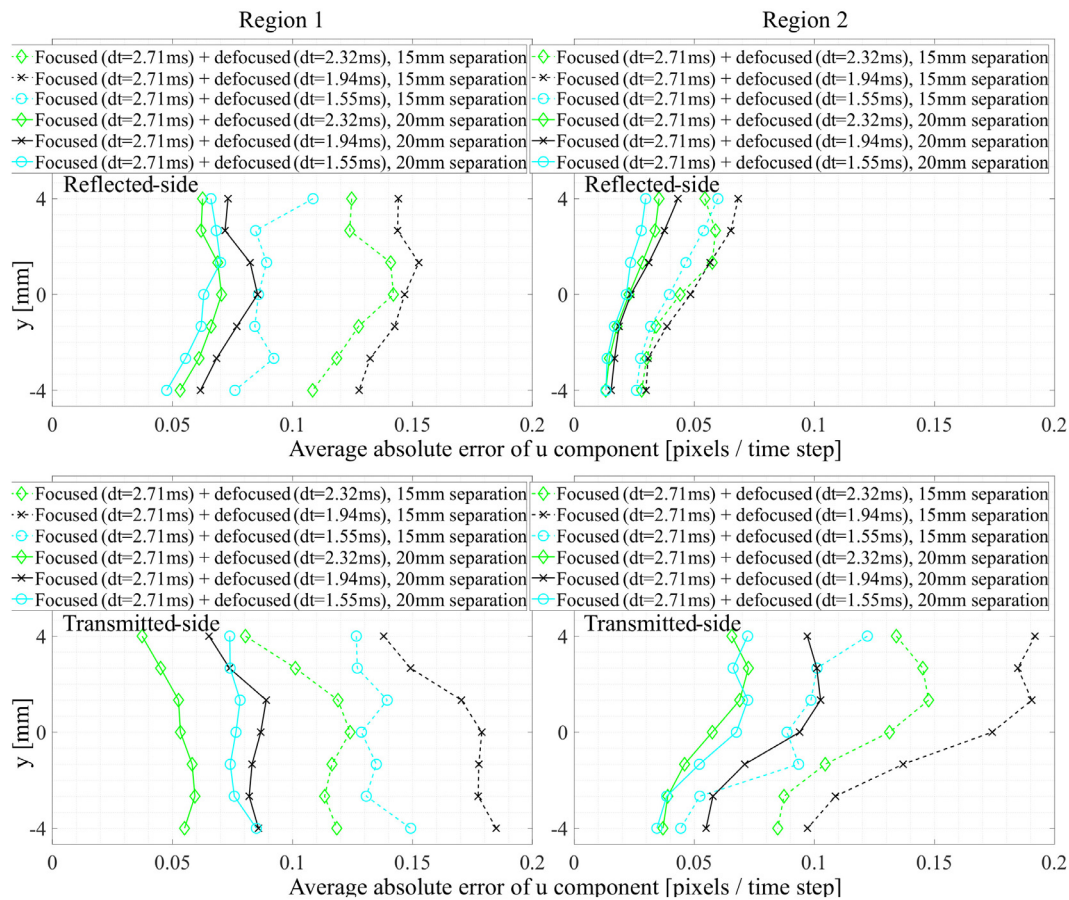 Region 1
Region 2
Focused (dt=2.71ms) + defocused (dt=2.32ms), 15mm separation
Focused (dt=2.71ms) + defocused (dt=1.94ms), 15mm separation
Focused (dt=2.71ms) + defocused (dt=1.55ms), 15mm separation
Focused (dt=2.71ms) + defocused (dt=2.32ms), 20mm separation
Focused (dt=2.71ms) + defocused (dt=1.94ms), 20mm separation
Focused (dt=2.71ms) + defocused (dt=1.55ms), 20mm separation
Reflected-side
4
0
-4
y [mm]
0
0.05
0.1
0.15
0.2
Focused (dt=2.71ms) + defocused (dt=2.32ms), 15mm separation
Focused (dt=2.71ms) + defocused (dt=1.94ms), 15mm separation
Focused (dt=2.71ms) + defocused (dt=1.55ms), 15mm separation
Focused (dt=2.71ms) + defocused (dt=2.32ms), 20mm separation
Focused (dt=2.71ms) + defocused (dt=1.94ms), 20mm separation
Focused (dt=2.71ms) + defocused (dt=1.55ms), 20mm separation
Reflected-side
4
0
-4
0
0.05
0.1
0.15
0.2
Average absolute error of u component [pixels / time step]
Focused (dt=2.71ms) + defocused (dt=2.32ms), 15mm separation
Focused (dt=2.71ms) + defocused (dt=1.94ms), 15mm separation
Focused (dt=2.71ms) + defocused (dt=1.55ms), 15mm separation
Focused (dt=2.71ms) + defocused (dt=2.32ms), 20mm separation
Focused (dt=2.71ms) + defocused (dt=1.94ms), 20mm separation
Focused (dt=2.71ms) + defocused (dt=1.55ms), 20mm separation
Transmitted-side
4
0
-4
y [mm]
0
0.05
0.1
0.15
0.2
Focused (dt=2.71ms) + defocused (dt=2.32ms), 15mm separation
Focused (dt=2.71ms) + defocused (dt=1.94ms), 15mm separation
Focused (dt=2.71ms) + defocused (dt=1.55ms), 15mm separation
Focused (dt=2.71ms) + defocused (dt=2.32ms), 20mm separation
Focused (dt=2.71ms) + defocused (dt=1.94ms), 20mm separation
Focused (dt=2.71ms) + defocused (dt=1.55ms), 20mm separation
Transmitted-side
4
0
-4
0
0.05
0.1
0.15
0.2
Average absolute error of u component [pixels / time step]